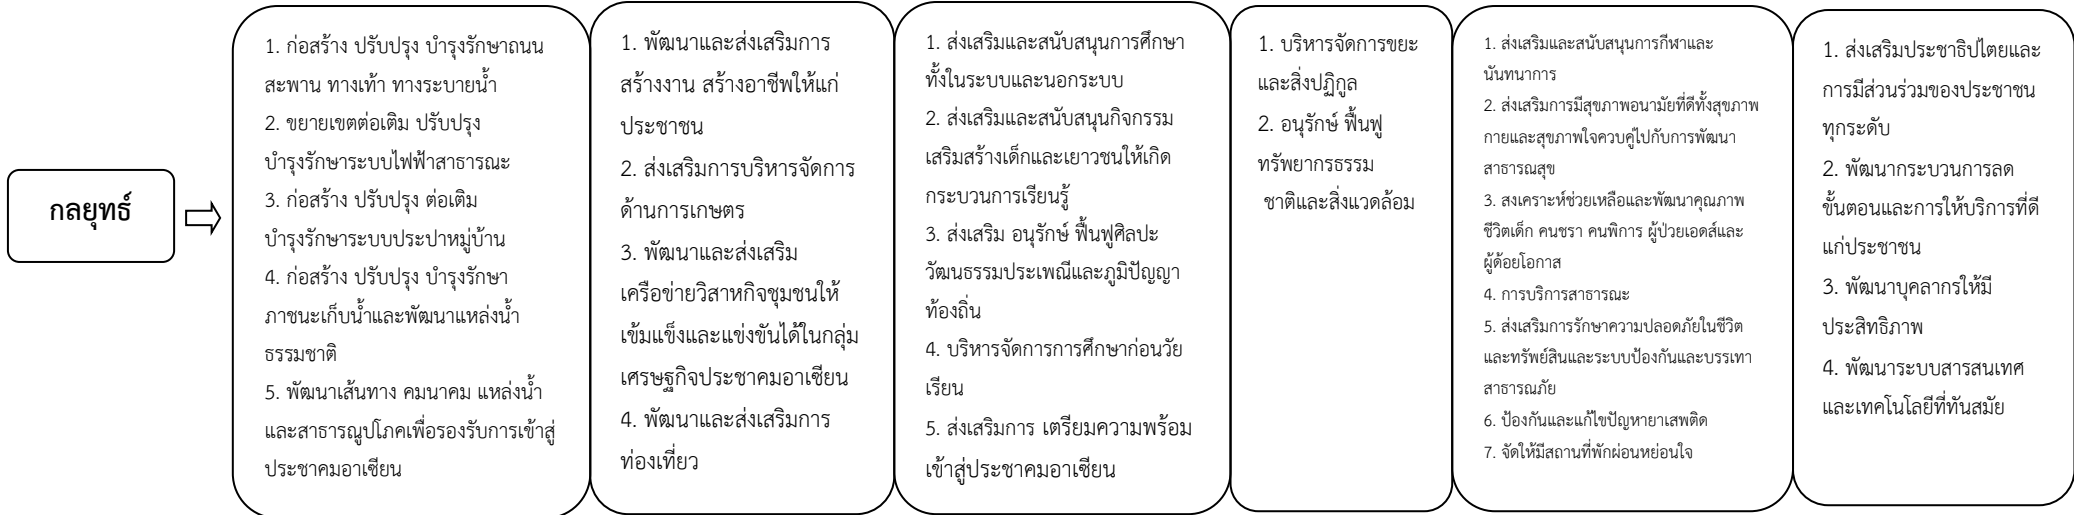 กลยุทธ์
1. ก่อสร้าง ปรับปรุง บำรุงรักษาถนน
สะพาน ทางเท้า ทางระบายน้ำ
2. ขยายเขตต่อเติม ปรับปรุง
บำรุงรักษาระบบไฟฟ้าสาธารณะ
3. ก่อสร้าง ปรับปรุง ต่อเติม
บำรุงรักษาระบบประปาหมู่บ้าน
4. ก่อสร้าง ปรับปรุง บำรุงรักษา
ภาชนะเก็บน้ำและพัฒนาแหล่งน้ำ
ธรรมชาติ
5. พัฒนาเส้นทาง คมนาคม แหล่งน้ำ
และสาธารณูปโภคเพื่อรองรับการเข้าสู่
ประชาคมอาเซียน
1. พัฒนาและส่งเสริมการ
สร้างงาน สร้างอาชีพให้แก่
ประชาชน
2. ส่งเสริมการบริหารจัดการ
ด้านการเกษตร
3. พัฒนาและส่งเสริม
เครือข่ายวิสาหกิจชุมชนให้
เข้มแข็งและแข่งขันได้ในกลุ่ม
เศรษฐกิจประชาคมอาเซียน
4. พัฒนาและส่งเสริมการ
ท่องเที่ยว
1. ส่งเสริมและสนับสนุนการศึกษา
ทั้งในระบบและนอกระบบ
2. ส่งเสริมและสนับสนุนกิจกรรม
เสริมสร้างเด็กและเยาวชนให้เกิด
กระบวนการเรียนรู้
3. ส่งเสริม อนุรักษ์ ฟื้นฟูศิลปะ
วัฒนธรรมประเพณีและภูมิปัญญา
ท้องถิ่น
4. บริหารจัดการการศึกษาก่อนวัย
เรียน
5. ส่งเสริมการ เตรียมความพร้อม
เข้าสู่ประชาคมอาเซียน
1. บริหารจัดการขยะ
และสิ่งปฏิกูล
2. อนุรักษ์ ฟื้นฟู
ทรัพยากรธรรม
ชาติและสิ่งแวดล้อม
1. ส่งเสริมและสนับสนุนการกีฬาและ
นันทนาการ
2. ส่งเสริมการมีสุขภาพอนามัยที่ดีทั้งสุขภาพ
กายและสุขภาพใจควบคู่ไปกับการพัฒนา
สาธารณสุข
3. สงเคราะห์ช่วยเหลือและพัฒนาคุณภาพ
ชีวิตเด็ก คนชรา คนพิการ ผู้ป่วยเอดส์และ
ผู้ด้อยโอกาส
4. การบริการสาธารณะ
5. ส่งเสริมการรักษาความปลอดภัยในชีวิต
และทรัพย์สินและระบบป้องกันและบรรเทา
สาธารณภัย
6. ป้องกันและแก้ไขปัญหายาเสพติด
7. จัดให้มีสถานที่พักผ่อนหย่อนใจ
1. ส่งเสริมประชาธิปไตยและ
การมีส่วนร่วมของประชาชน
ทุกระดับ
2. พัฒนากระบวนการลด
ขั้นตอนและการให้บริการที่ดี
แก่ประชาชน
3. พัฒนาบุคลากรให้มี
ประสิทธิภาพ
4. พัฒนาระบบสารสนเทศ
และเทคโนโลยีที่ทันสมัย